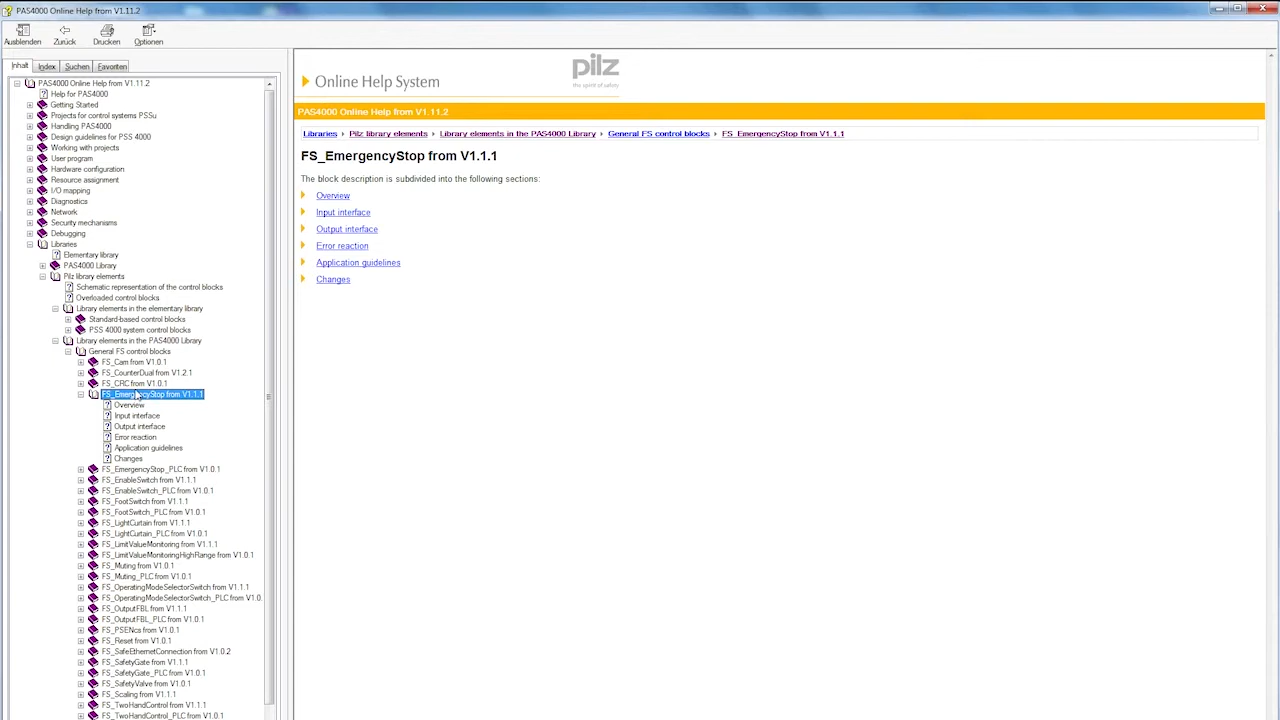 PAS4000 Online Help from V1.11.2
Ausblenden Zurück Drucken Optionen
Inhalt Index Suchen Favoriten
PAS4000 Online Help from V1.11.2
Help for PAS4000
Getting Started
Projects for control systems PSSu
Handling PAS4000
Design guidelines for PSS 4000
Working with projects
User program
Hardware configuration
Resource assignment
I/O mapping
Diagnostics
Network
Security mechanisms
Debugging
Libraries
Elementary library
PAS4000 Library
Pilz library elements
Schematic representation of the control blocks
Overloaded control blocks
Library elements in the elementary library
Standard-based control blocks
PSS 4000 system control blocks
Library elements in the PAS4000 Library
General FS control blocks
FS_Cam from V1.0.1
FS_CounterDual from V1.2.1
FS_CRC from V1.0.1
FS_EmergencyStop from V1.1.1
Overview
Input interface
Output interface
Error reaction
Application guidelines
Changes
FS_EmergencyStop_PLC from V1.0.1
FS_EnableSwitch from V1.1.1
FS_EnableSwitch_PLC from V1.0.1
FS_FootSwitch from V1.1.1
FS_FootSwitch_PLC from V1.0.1
FS_LightCurtain from V1.1.1
FS_LightCurtain_PLC from V1.0.1
FS_LimitValueMonitoring from V1.1.1
FS_LimitValueMonitoringHighRange from V1.0.1
FS_Muting from V1.0.1
FS_Muting_PLC from V1.0.1
FS_OperatingModeSelectorSwitch from V1.1.1
FS_OperatingModeSelectorSwitch_PLC from V1.0.
FS_OutputFBL from V1.1.1
FS_OutputFBL_PLC from V1.0.1
FS_PSENcs from V1.0.1
FS_Reset from V1.0.1
FS_SafeEthernetConnection from V1.0.2
FS_SafetyGate from V1.1.1
FS_SafetyGate_PLC from V1.0.1
FS_SafetyValve from V1.0.1
FS_Scaling from V1.1.1
FS_TwoHandControl from V1.1.1
FS_TwoHandControl_PLC from V1.0.1
Online Help System
pilz
the spirit of safety
PAS4000 Online Help from V1.11.2
Libraries Pilz library elements Library elements in the PAS4000 Library General FS control blocks FS_EmergencyStop from V1.1.1
FS_EmergencyStop from V1.1.1
The block description is subdivided into the following sections:
Overview
Input interface
Output interface
Error reaction
Application guidelines
Changes